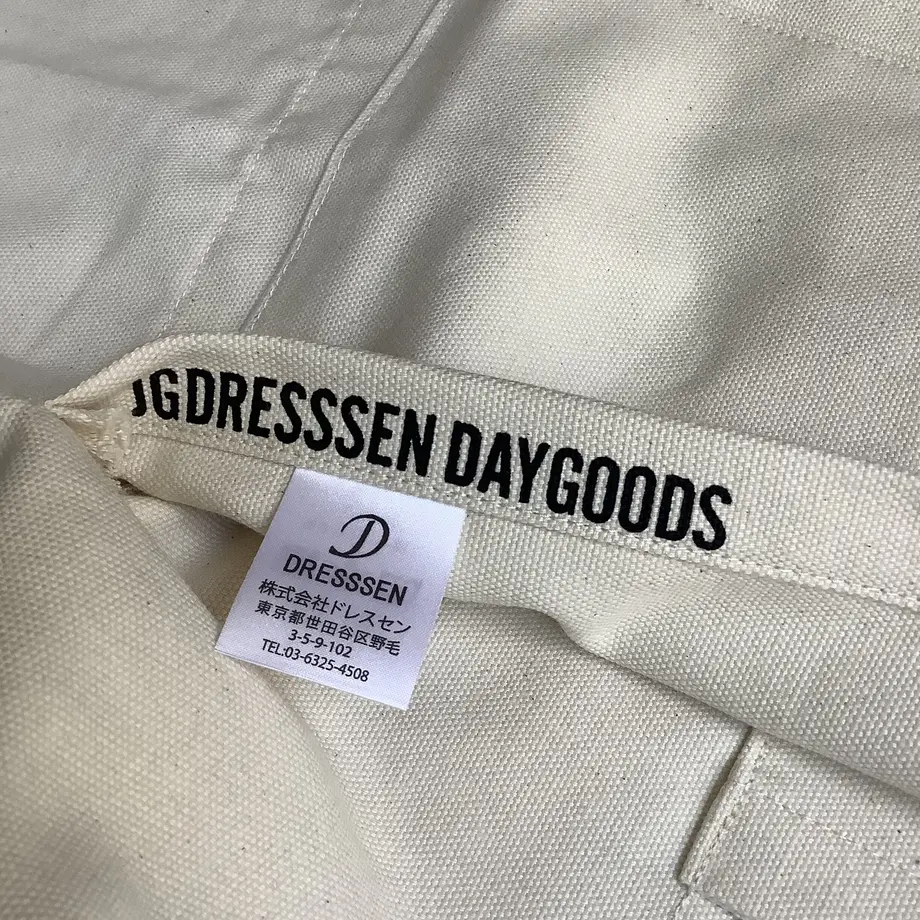 JGDRESSSEN DAYGOODS
D
DRESSSEN
株式会社ドレスセン
東京都世田谷区野毛
3-5-9-102
TEL:03-6325-4508